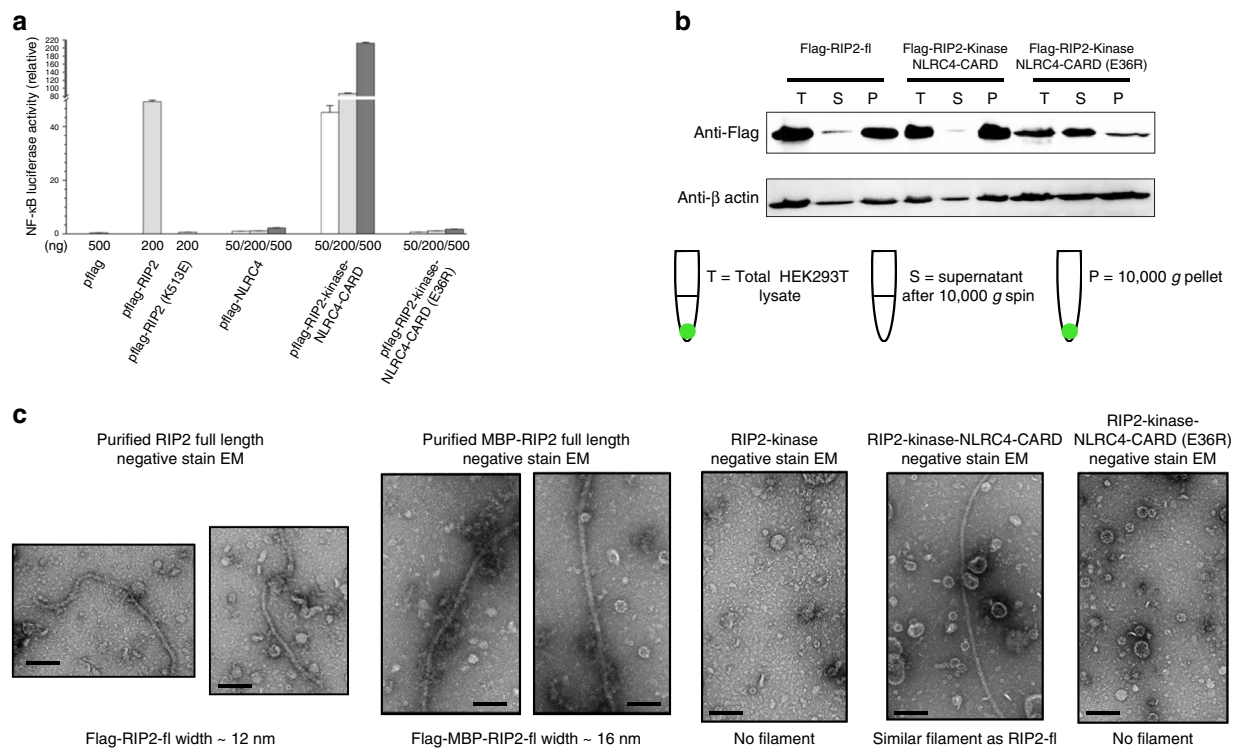 a
NF-κB luciferase activity (relative)
220
200
180
160
140
120
100
80
40
20
0
(ng) 500 200 200 50/200/500 50/200/500 50/200/500
pflag
pflag-RIP2
pflag-RIP2 (K513E)
pflag-NLRC4
pflag-RIP2-kinase-
NLRC4-CARD
pflag-RIP2-kinase-
NLRC4-CARD (E36R)
b
Flag-RIP2-fl
Flag-RIP2-Kinase
NLRC4-CARD
Flag-RIP2-Kinase
NLRC4-CARD (E36R)
T S P T S P T S P
Anti-Flag
Anti-β actin
T = Total HEK293T
lysate
S = supernatant
after 10,000 g spin
P = 10,000 g pellet
c
Purified RIP2 full length
negative stain EM
Purified MBP-RIP2 full length
negative stain EM
RIP2-kinase
negative stain EM
RIP2-kinase-NLRC4-CARD
negative stain EM
RIP2-kinase-
NLRC4-CARD (E36R)
negative stain EM
Flag-RIP2-fl width ~ 12 nm
Flag-MBP-RIP2-fl width ~ 16 nm
No filament
Similar filament as RIP2-fl
No filament